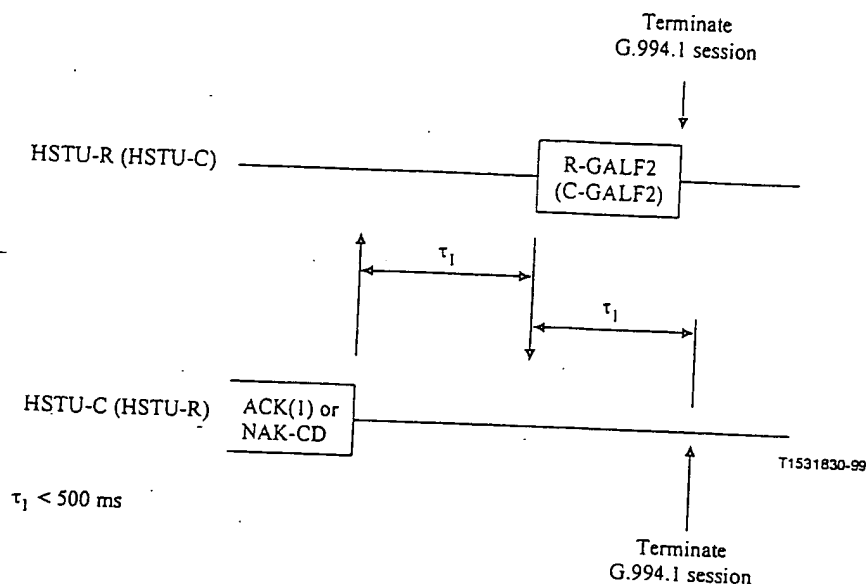 Terminate
G.994.1 session
HSTU-R (HSTU-C)
R-GALF2
(C-GALF2)
τ1
τ1
HSTU-C (HSTU-R)
ACK(1) or
NAK-CD
T1531830-99
τ1 < 500 ms
Terminate
G.994.1 session